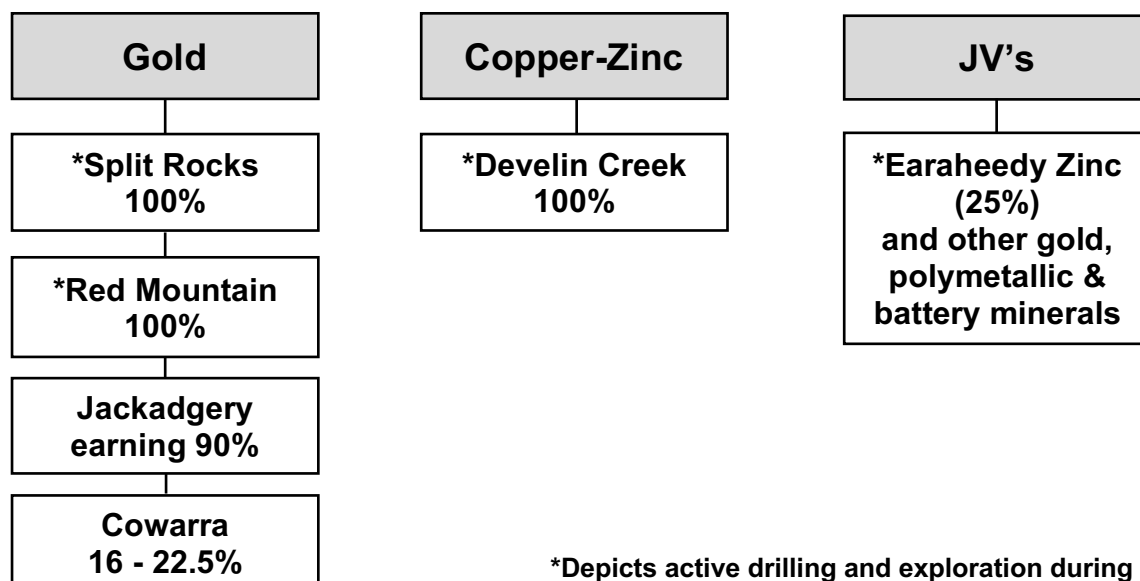 Gold
*Split Rocks
100%
*Red Mountain
100%
Jackadgery
earning 90%
Cowarra
16 - 22.5%
Copper-Zinc
*Develin Creek
100%
JV's
*Earaheedy Zinc
(25%)
and other gold,
polymetallic &
battery minerals
*Depicts active drilling and exploration during